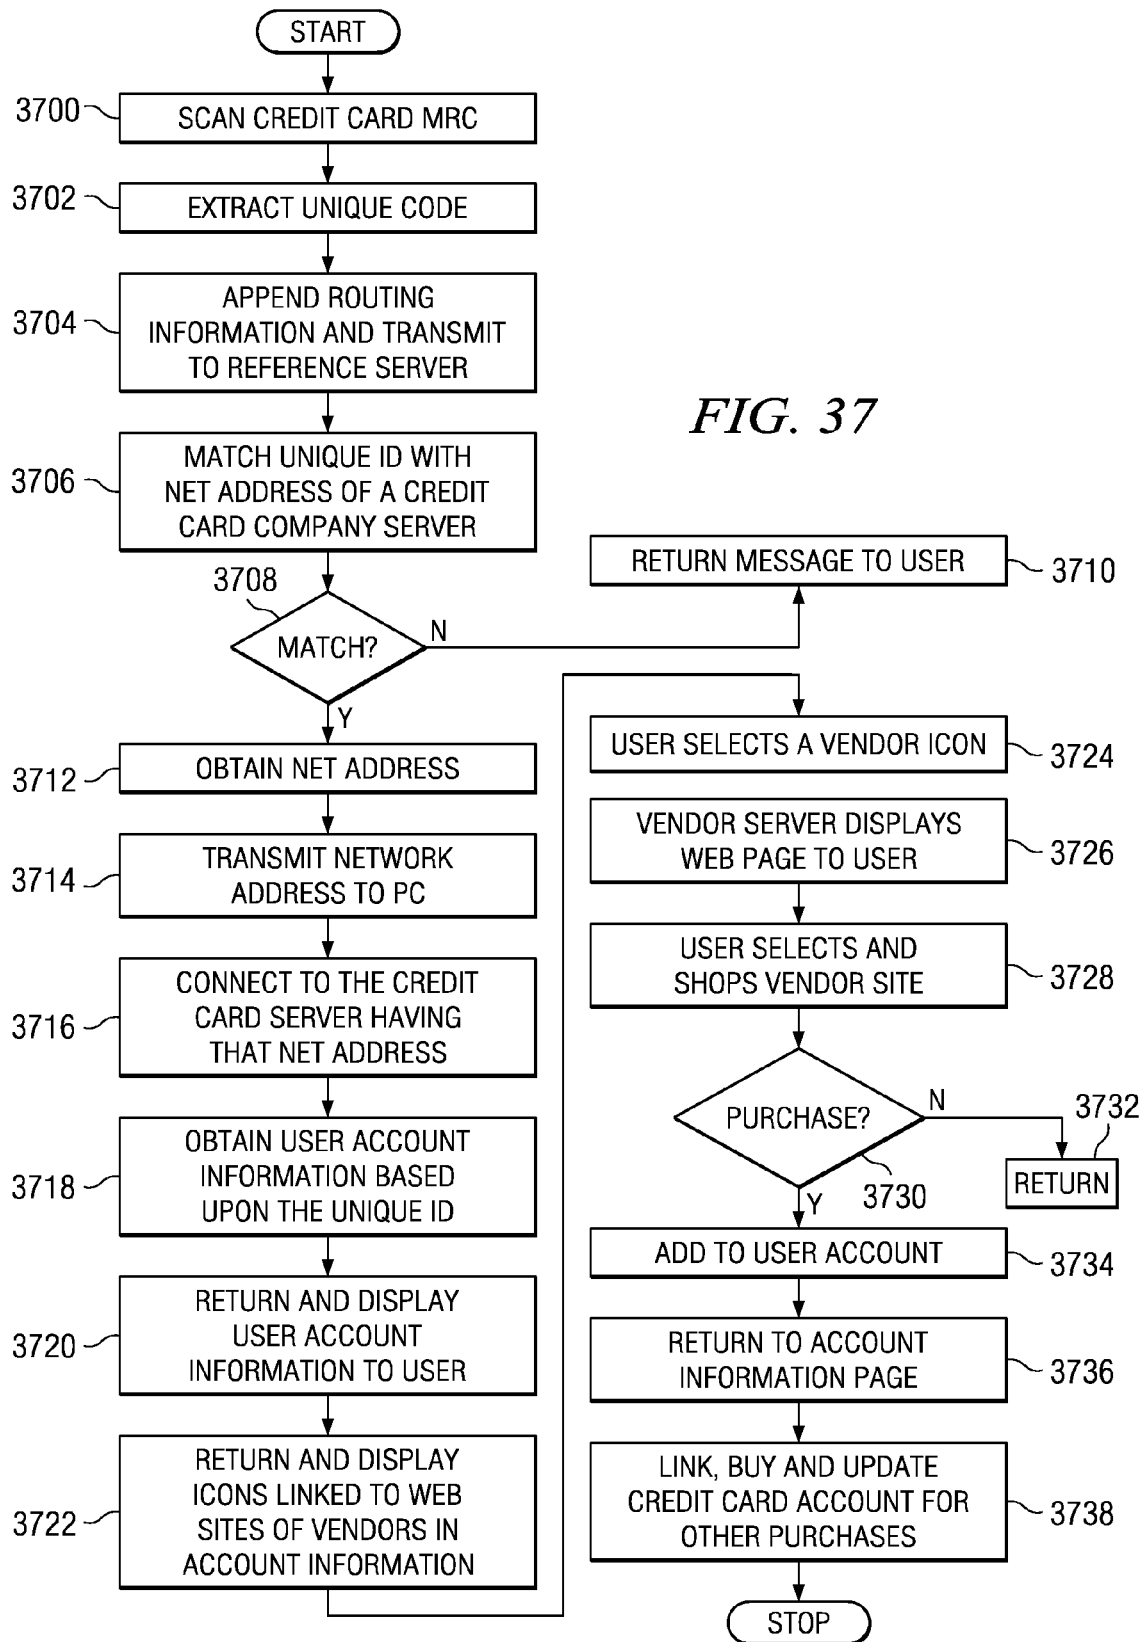 START
3700
SCAN CREDIT CARD MRC
3702
EXTRACT UNIQUE CODE
3704
APPEND ROUTING
INFORMATION AND TRANSMIT
TO REFERENCE SERVER
3706
MATCH UNIQUE ID WITH
NET ADDRESS OF A CREDIT
CARD COMPANY SERVER
FIG. 37
3708
MATCH?
N
Y
RETURN MESSAGE TO USER
3710
3712
OBTAIN NET ADDRESS
3714
TRANSMIT NETWORK
ADDRESS TO PC
3716
CONNECT TO THE CREDIT
CARD SERVER HAVING
THAT NET ADDRESS
3718
OBTAIN USER ACCOUNT
INFORMATION BASED
UPON THE UNIQUE ID
3720
RETURN AND DISPLAY
USER ACCOUNT
INFORMATION TO USER
3722
RETURN AND DISPLAY
ICONS LINKED TO WEB
SITES OF VENDORS IN
ACCOUNT INFORMATION
USER SELECTS A VENDOR ICON
3724
VENDOR SERVER DISPLAYS
WEB PAGE TO USER
3726
USER SELECTS AND
SHOPS VENDOR SITE
3728
PURCHASE?
N
3732
RETURN
3730
Y
ADD TO USER ACCOUNT
3734
RETURN TO ACCOUNT
INFORMATION PAGE
3736
LINK, BUY AND UPDATE
CREDIT CARD ACCOUNT FOR
OTHER PURCHASES
3738
STOP